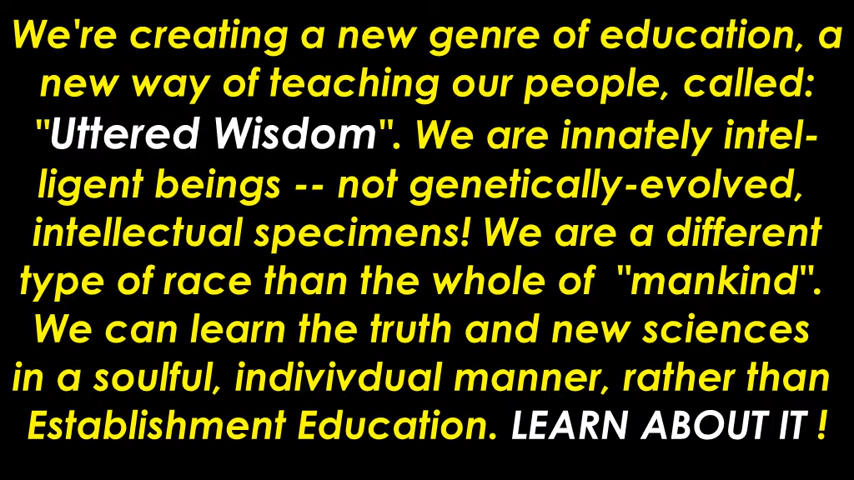 We're creating a new genre of education, a
new way of teaching our people, called:
"Uttered Wisdom". We are innately intel-
ligent beings -- not genetically-evolved,
intellectual specimens! We are a different
type of race than the whole of "mankind".
We can learn the truth and new sciences
in a soulful, indivivdual manner, rather than
Establishment Education. LEARN ABOUT IT !